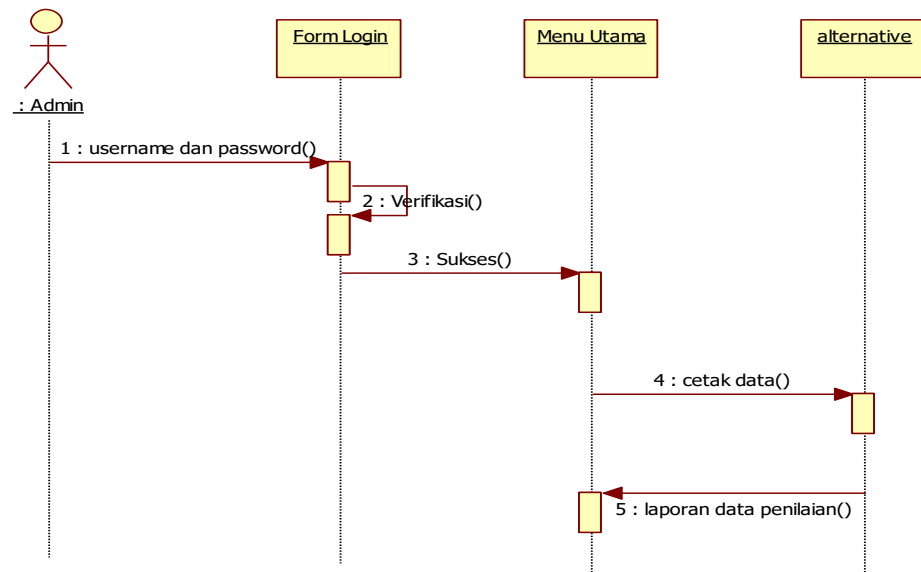 : Admin
Form Login
Menu Utama
alternative
1 : username dan password()
2 : Verifikasi()
3 : Sukses()
4 : cetak data()
5 : laporan data penilaian()